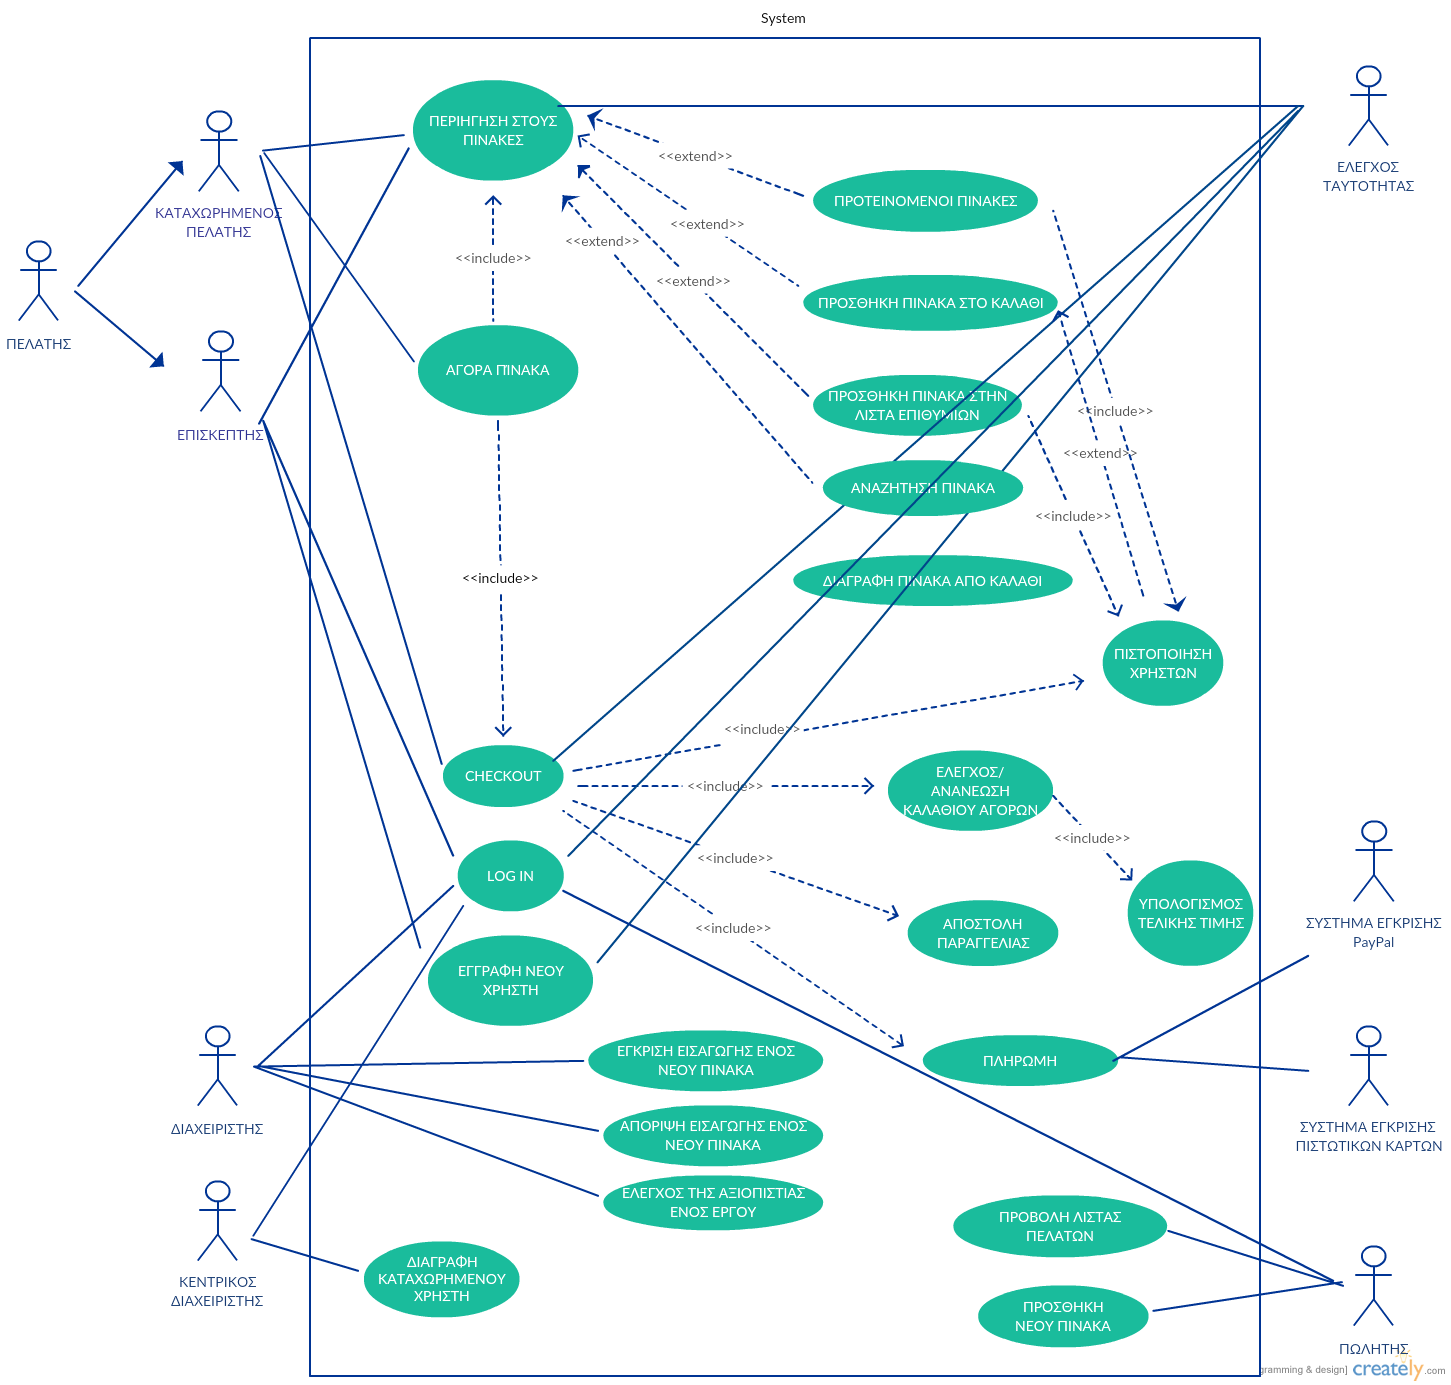 System
ΠΕΡΙΗΓΗΣΗ ΣΤΟΥΣ
ΠΙΝΑΚΕΣ
ΕΛΕΓΧΟΣ
ΤΑΥΤΟΤΗΤΑΣ
<<extend>>
ΠΡΟΤΕΙΝΟΜΕΝΟΙ ΠΙΝΑΚΕΣ
ΚΑΤΑΧΩΡΗΜΕΝΟΣ
ΠΕΛΑΤΗΣ
<<extend>>
<<extend>>
<<include>>
<<extend>>
ΠΡΟΣΘΗΚΗ ΠΙΝΑΚΑ ΣΤΟ ΚΑΛΑΘΙ
ΠΕΛΑΤΗΣ
ΑΓΟΡΑ ΠΙΝΑΚΑ
ΠΡΟΣΘΗΚΗ ΠΙΝΑΚΑ ΣΤΗΝ
ΛΙΣΤΑ ΕΠΙΘΥΜΙΩΝ
<<include>>
ΕΠΙΣΚΕΠΤΗΣ
<<extend>>
ΑΝΑΖΗΤΗΣΗ ΠΙΝΑΚΑ
<<include>>
<<include>>
ΔΙΑΓΡΑΦΗ ΠΙΝΑΚΑ ΑΠΟ ΚΑΛΑΘΙ
ΠΙΣΤΟΠΟΙΗΣΗ
ΧΡΗΣΤΩΝ
<<include>>
CHECKOUT
<<include>>
ΕΛΕΓΧΟΣ/
ΑΝΑΝΕΩΣΗ
ΚΑΛΑΘΙΟΥ ΑΓΟΡΩΝ
<<include>>
<<include>>
LOG IN
ΥΠΟΛΟΓΙΣΜΟΣ
ΤΕΛΙΚΗΣ ΤΙΜΗΣ
<<include>>
ΑΠΟΣΤΟΛΗ
ΠΑΡΑΓΓΕΛΙΑΣ
ΣΥΣΤΗΜΑ ΕΓΚΡΙΣΗΣ
PayPal
ΕΓΓΡΑΦΗ ΝΕΟΥ
ΧΡΗΣΤΗ
ΕΓΚΡΙΣΗ ΕΙΣΑΓΩΓΗΣ ΕΝΟΣ
ΝΕΟΥ ΠΙΝΑΚΑ
ΠΛΗΡΩΜΗ
ΔΙΑΧΕΙΡΙΣΤΗΣ
ΑΠΟΡΙΨΗ ΕΙΣΑΓΩΓΗΣ ΕΝΟΣ
ΝΕΟΥ ΠΙΝΑΚΑ
ΣΥΣΤΗΜΑ ΕΓΚΡΙΣΗΣ
ΠΙΣΤΩΤΙΚΩΝ ΚΑΡΤΩΝ
ΕΛΕΓΧΟΣ ΤΗΣ ΑΞΙΟΠΙΣΤΙΑΣ
ΕΝΟΣ ΕΡΓΟΥ
ΠΡΟΒΟΛΗ ΛΙΣΤΑΣ
ΠΕΛΑΤΩΝ
ΚΕΝΤΡΙΚΟΣ
ΔΙΑΧΕΙΡΙΣΤΗΣ
ΔΙΑΓΡΑΦΗ
ΚΑΤΑΧΩΡΗΜΕΝΟΥ
ΧΡΗΣΤΗ
ΠΡΟΣΘΗΚΗ
ΝΕΟΥ ΠΙΝΑΚΑ
ΠΩΛΗΤΗΣ
gramming & design] creately.com